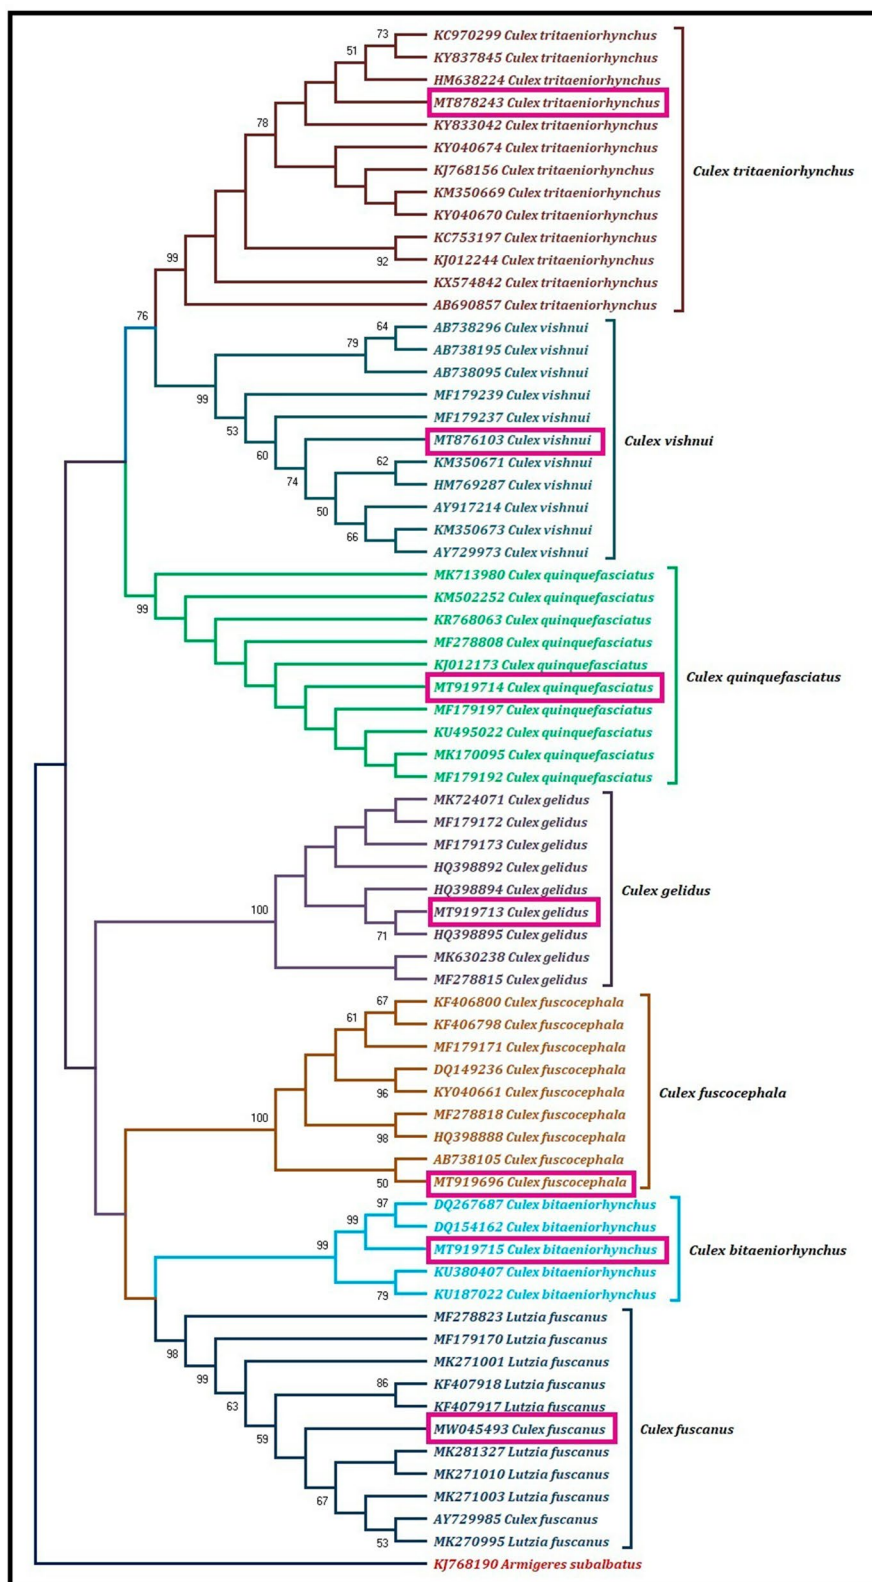 73
KC970299 Culex tritaeniorhynchus
51
KY837845 Culex tritaeniorhynchus
HM638224 Culex tritaeniorhynchus
MT878243 Culex tritaeniorhynchus
78
KY833042 Culex tritaeniorhynchus
KY040674 Culex tritaeniorhynchus
KJ768156 Culex tritaeniorhynchus
Culex tritaeniorhynchus
KM350669 Culex tritaeniorhynchus
KY040670 Culex tritaeniorhynchus
KC753197 Culex tritaeniorhynchus
99
92
KJ012244 Culex tritaeniorhynchus
KX574842 Culex tritaeniorhynchus
AB690857 Culex tritaeniorhynchus
76
64
AB738296 Culex vishnui
79
AB738195 Culex vishnui
AB738095 Culex vishnui
99
MF179239 Culex vishnui
53
MF179237 Culex vishnui
60
MT876103 Culex vishnui
Culex vishnui
74
62
KM350671 Culex vishnui
HM769287 Culex vishnui
50
AY917214 Culex vishnui
66
KM350673 Culex vishnui
AY729973 Culex vishnui
MK713980 Culex quinquefasciatus
99
KM502252 Culex quinquefasciatus
KR768063 Culex quinquefasciatus
MF278808 Culex quinquefasciatus
KJ012173 Culex quinquefasciatus
Culex quinquefasciatus
MT919714 Culex quinquefasciatus
MF179197 Culex quinquefasciatus
KU495022 Culex quinquefasciatus
MK170095 Culex quinquefasciatus
MF179192 Culex quinquefasciatus
MK724071 Culex gelidus
MF179172 Culex gelidus
MF179173 Culex gelidus
HQ398892 Culex gelidus
HQ398894 Culex gelidus
Culex gelidus
100
MT919713 Culex gelidus
71
HQ398895 Culex gelidus
MK630238 Culex gelidus
MF278815 Culex gelidus
67
KF406800 Culex fuscocephala
61
KF406798 Culex fuscocephala
MF179171 Culex fuscocephala
DQ149236 Culex fuscocephala
96
KY040661 Culex fuscocephala
Culex fuscocephala
100
MF278818 Culex fuscocephala
98
HQ398888 Culex fuscocephala
AB738105 Culex fuscocephala
50
MT919696 Culex fuscocephala
97
DQ267687 Culex bitaeniorhynchus
99
DQ154162 Culex bitaeniorhynchus
99
MT919715 Culex bitaeniorhynchus
Culex bitaeniorhynchus
KU380407 Culex bitaeniorhynchus
79
KU187022 Culex bitaeniorhynchus
MF278823 Lutzia fuscanus
98
MF179170 Lutzia fuscanus
99
MK271001 Lutzia fuscanus
63
86
KF407918 Lutzia fuscanus
KF407917 Lutzia fuscanus
59
MW045493 Culex fuscanus
Culex fuscanus
MK281327 Lutzia fuscanus
MK271010 Lutzia fuscanus
67
MK271003 Lutzia fuscanus
AY729985 Culex fuscanus
53
MK270995 Lutzia fuscanus
KJ768190 Armigeres subalbatus